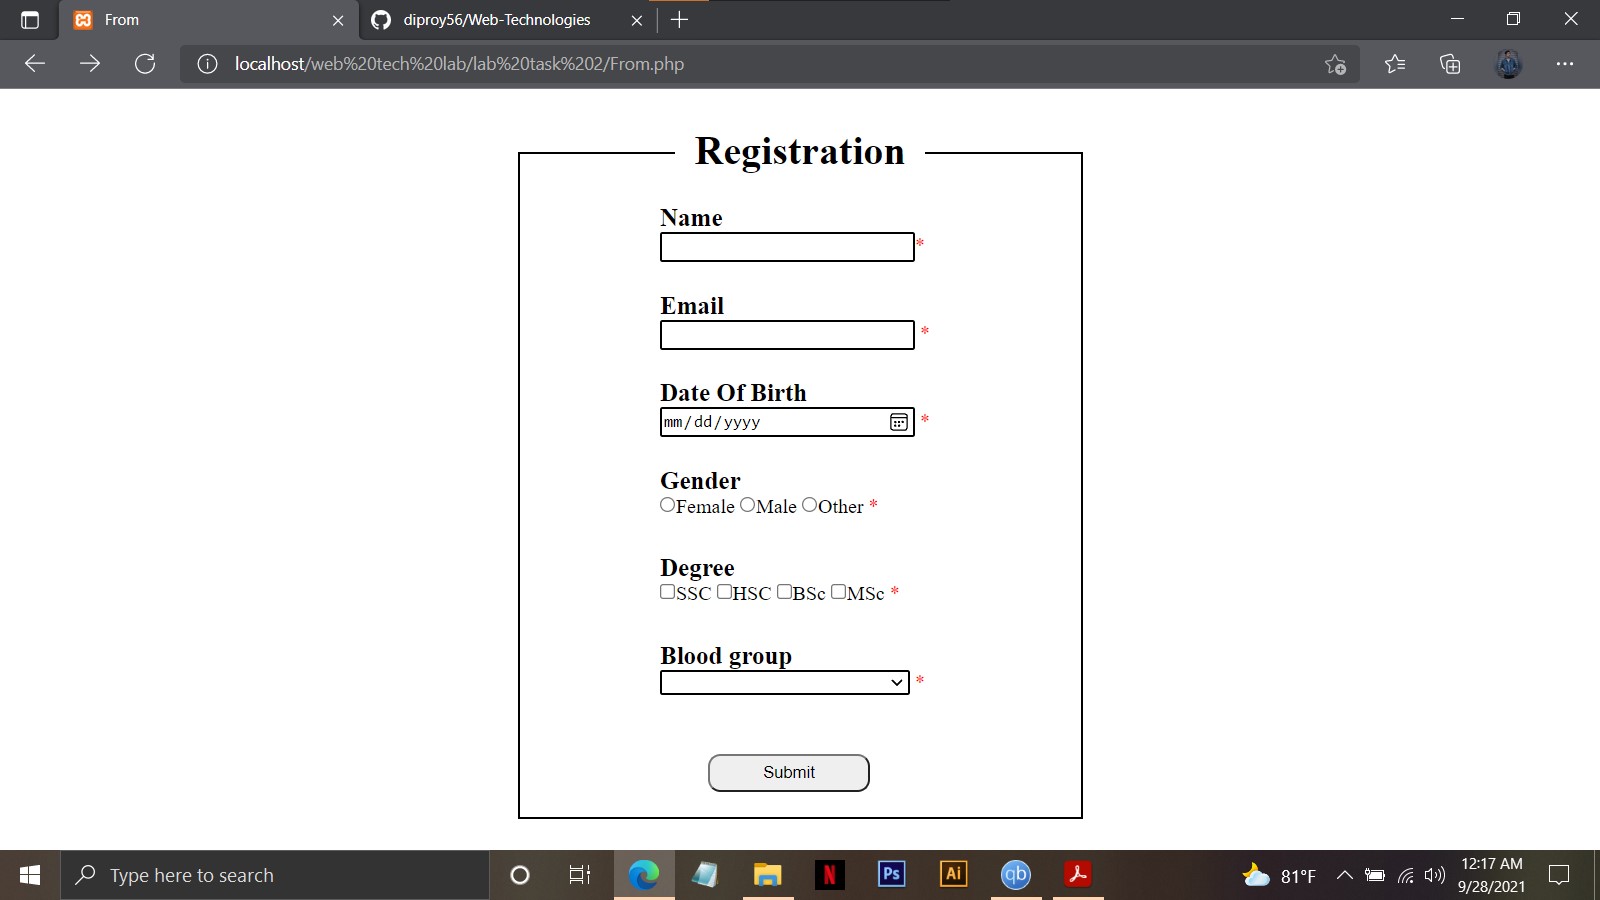 From
diproy56/Web-Technologies
localhost/web%20tech%20lab/lab%20task%202/From.php
Registration
Name
*
Email
*
Date Of Birth
mm/dd/yyyy *
Gender
Female Male Other *
Degree
SSC HSC BSc MSc *
Blood group
*
Submit
Type here to search
N
Ps
Ai
qb
81°F
12:17 AM
9/28/2021